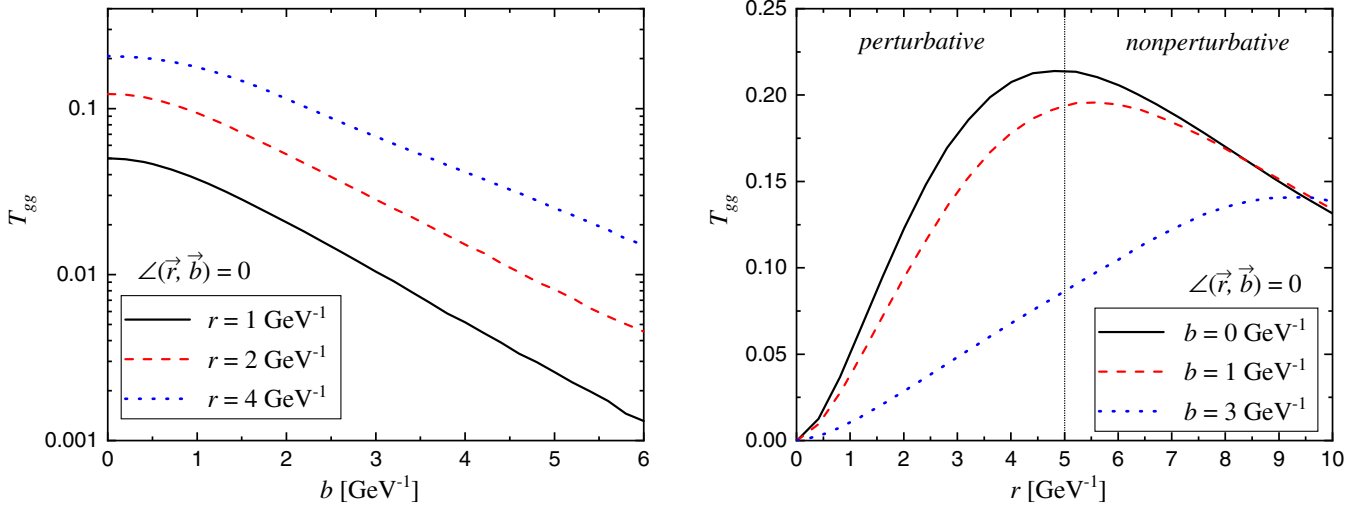 T_gg
0.1
0.01
0.001
∠(r⃗, b⃗) = 0
r = 1 GeV⁻¹
r = 2 GeV⁻¹
r = 4 GeV⁻¹
0 1 2 3 4 5 6
b [GeV⁻¹]
T_gg
0.25
0.20
0.15
0.10
0.05
0.00
perturbative nonperturbative
∠(r⃗, b⃗) = 0
b = 0 GeV⁻¹
b = 1 GeV⁻¹
b = 3 GeV⁻¹
0 1 2 3 4 5 6 7 8 9 10
r [GeV⁻¹]